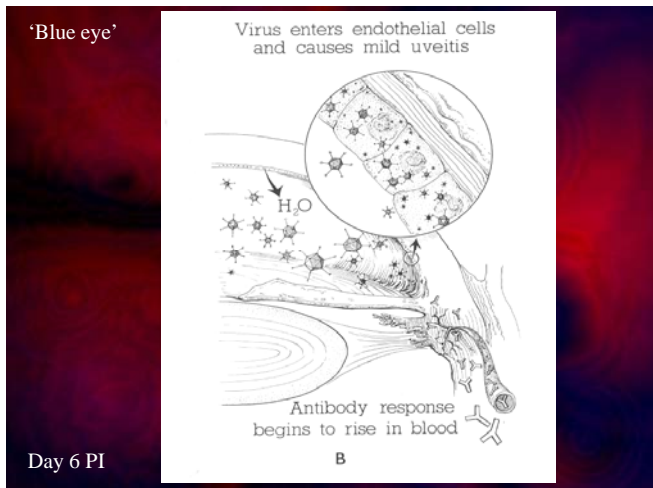 ‘Blue eye’
Virus enters endothelial cells
and causes mild uveitis
H₂O
Antibody response
begins to rise in blood
Day 6 PI
B